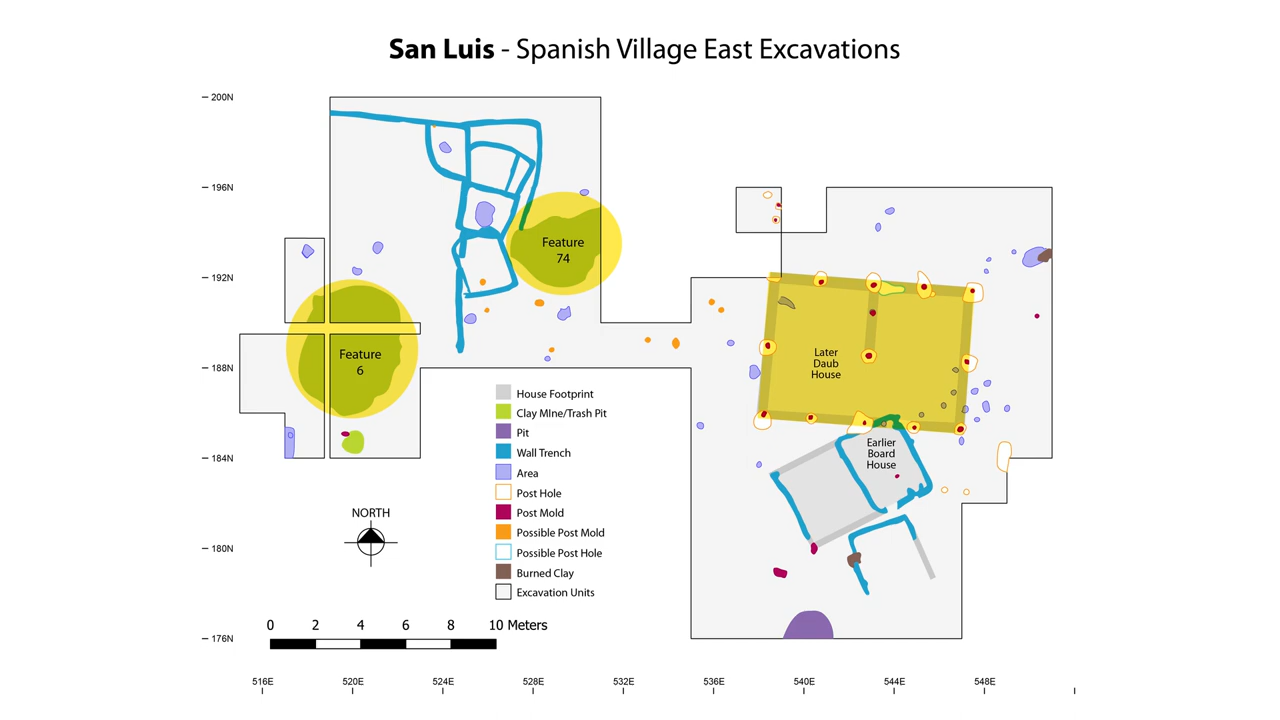 San Luis - Spanish Village East Excavations
200N
196N
192N
188N
184N
180N
176N
Feature
74
Feature
6
Later
Daub
House
Earlier
Board
House
House Footprint
Clay MIne/Trash Pit
Pit
Wall Trench
Area
Post Hole
Post Mold
Possible Post Mold
Possible Post Hole
Burned Clay
Excavation Units
NORTH
0 2 4 6 8 10 Meters
516E 520E 524E 528E 532E 536E 540E 544E 548E